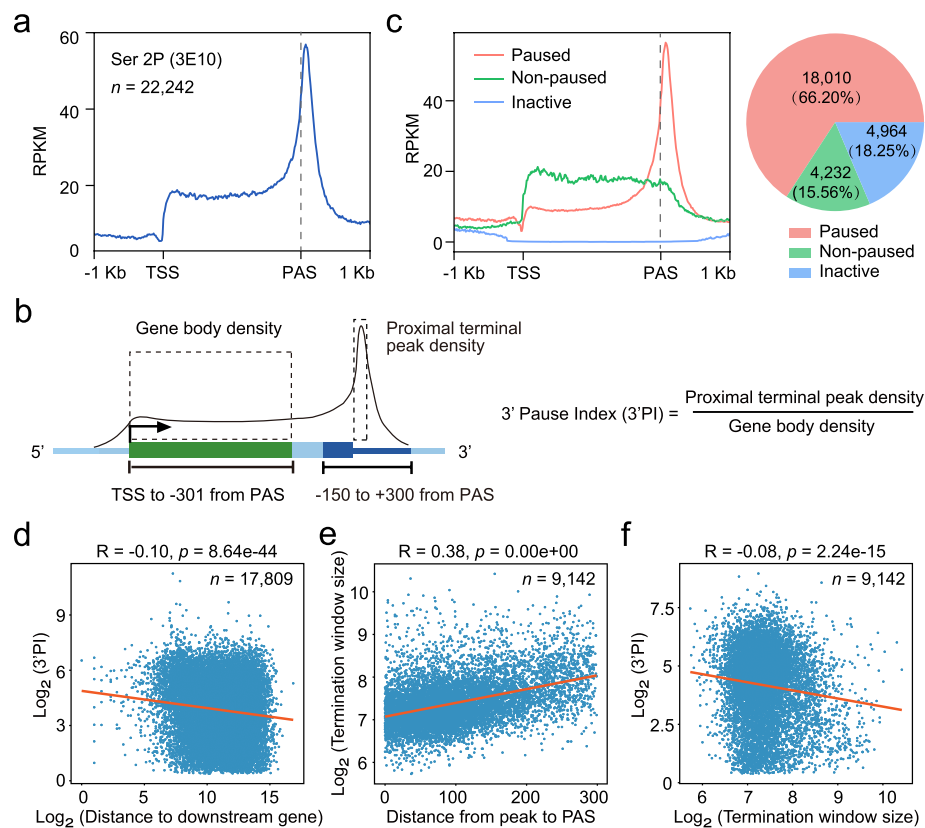 a
60
40
20
0
RPKM
Ser 2P (3E10)
n = 22,242
-1 Kb
TSS
PAS
1 Kb
c
40
20
0
RPKM
Paused
Non-paused
Inactive
-1 Kb
TSS
PAS
1 Kb
18,010
(66.20%)
4,964
(18.25%)
4,232
(15.56%)
Paused
Non-paused
Inactive
b
Gene body density
Proximal terminal
peak density
5’
3’
TSS to -301 from PAS
-150 to +300 from PAS
3’ Pause Index (3’PI) =
Proximal terminal peak density
Gene body density
d
R = -0.10, p = 8.64e-44
n = 17,809
9
6
3
0
Log2 (3’PI)
0
5
10
15
Log2 (Distance to downstream gene)
e
R = 0.38, p = 0.00e+00
n = 9,142
10
9
8
7
6
Log2 (Termination window size)
0
100
200
300
Distance from peak to PAS
f
R = -0.08, p = 2.24e-15
n = 9,142
7.5
5
2.5
0
Log2 (3’PI)
6
7
8
9
10
Log2 (Termination window size)